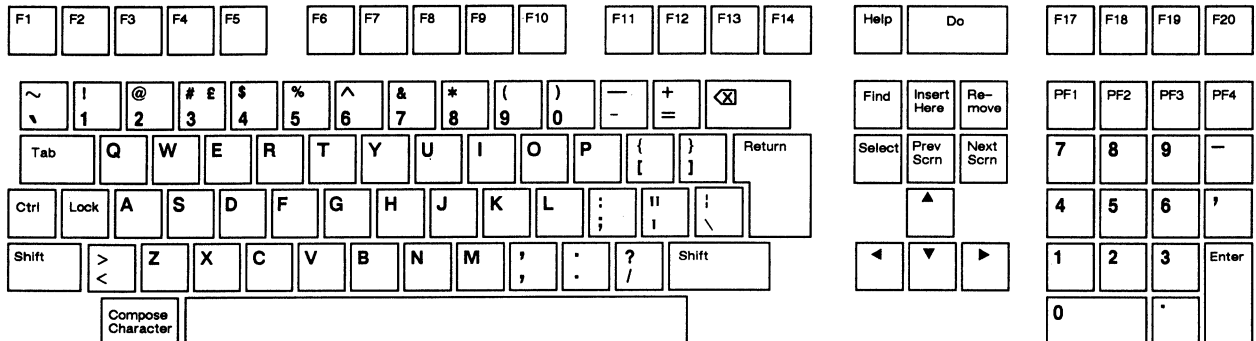 F1 F2 F3 F4 F5 F6 F7 F8 F9 F10 F11 F12 F13 F14 Help Do F17 F18 F19 F20
~ ! @ # £ $ % ^ & * ( ) — + Find Insert Here Re-move PF1 PF2 PF3 PF4
` 1 2 3 4 5 6 7 8 9 0 - =
Tab Q W E R T Y U I O P { [ } ] Return Select Prev Scrn Next Scrn 7 8 9 –
Ctrl Lock A S D F G H J K L : ; " ' ¦ \ ▲ 4 5 6 ,
Shift > < Z X C V B N M , , . . ? / Shift ◀ ▼ ▶ 1 2 3 Enter
Compose Character 0 .